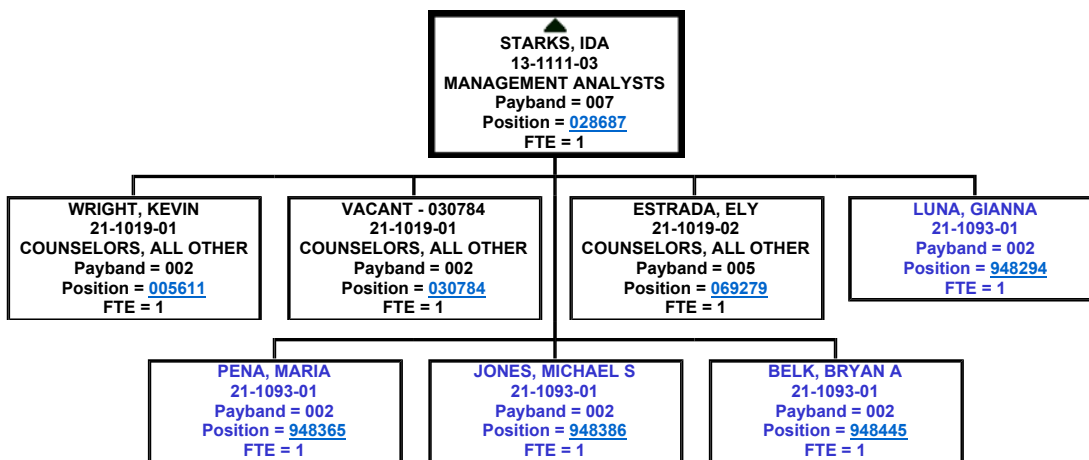 STARKS, IDA
13-1111-03
MANAGEMENT ANALYSTS
Payband = 007
Position = 028687
FTE = 1
WRIGHT, KEVIN
21-1019-01
COUNSELORS, ALL OTHER
Payband = 002
Position = 005611
FTE = 1
VACANT - 030784
21-1019-01
COUNSELORS, ALL OTHER
Payband = 002
Position = 030784
FTE = 1
ESTRADA, ELY
21-1019-02
COUNSELORS, ALL OTHER
Payband = 005
Position = 069279
FTE = 1
LUNA, GIANNA
21-1093-01
Payband = 002
Position = 948294
FTE = 1
PENA, MARIA
21-1093-01
Payband = 002
Position = 948365
FTE = 1
JONES, MICHAEL S
21-1093-01
Payband = 002
Position = 948386
FTE = 1
BELK, BRYAN A
21-1093-01
Payband = 002
Position = 948445
FTE = 1